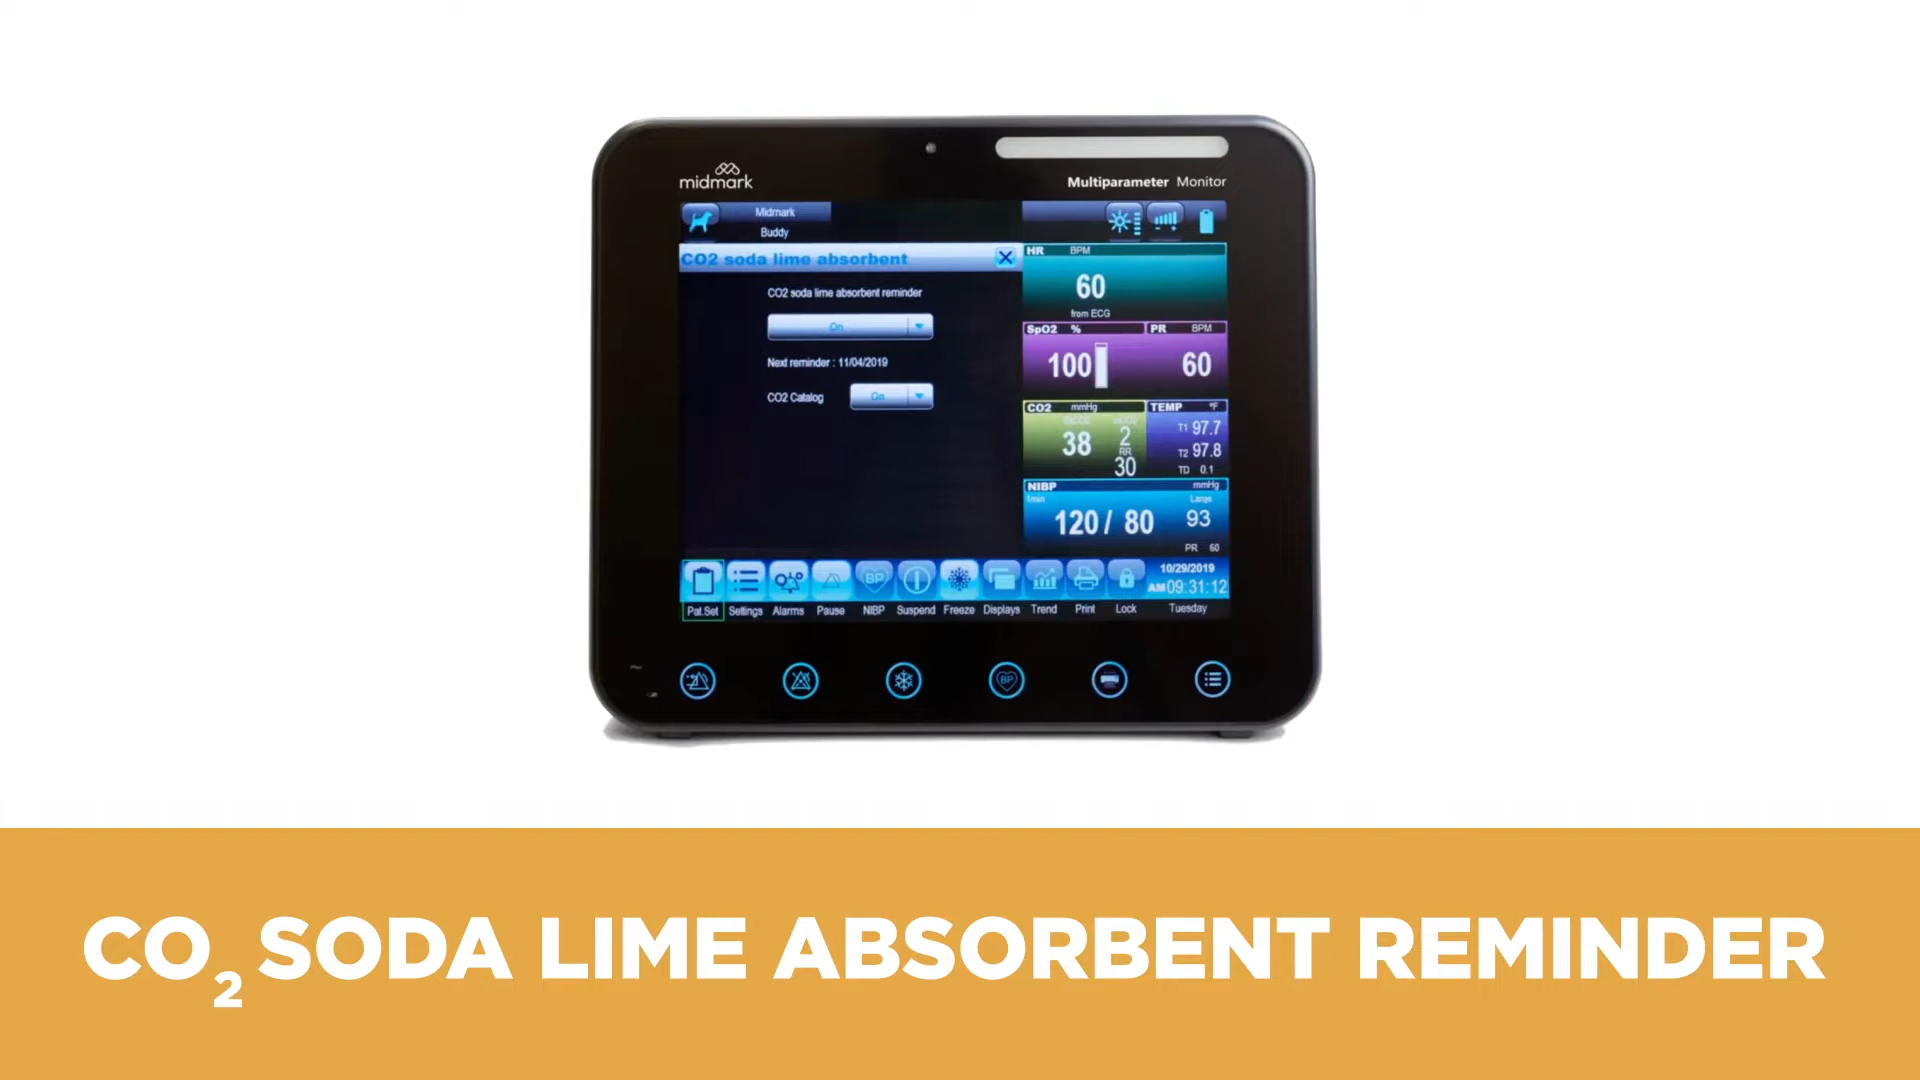 midmark
Multiparameter Monitor
Midmark
Buddy
CO2 soda lime absorbent
CO2 soda lime absorbent reminder
On
Next reminder : 11/04/2019
CO2 Catalog On
HR BPM
60
from ECG
SpO2 % PR BPM
100 60
CO2 mmHg TEMP °F
38 2 T1 97.7
RR T2 97.8
30 TD 0.1
NIBP mmHg
1min Large
120 / 80 93
PR 60
BP
10/29/2019
AM 09:31:12
Pat.Set Settings Alarms Pause NIBP Suspend Freeze Displays Trend Print Lock Tuesday
BP
CO₂ SODA LIME ABSORBENT REMINDER